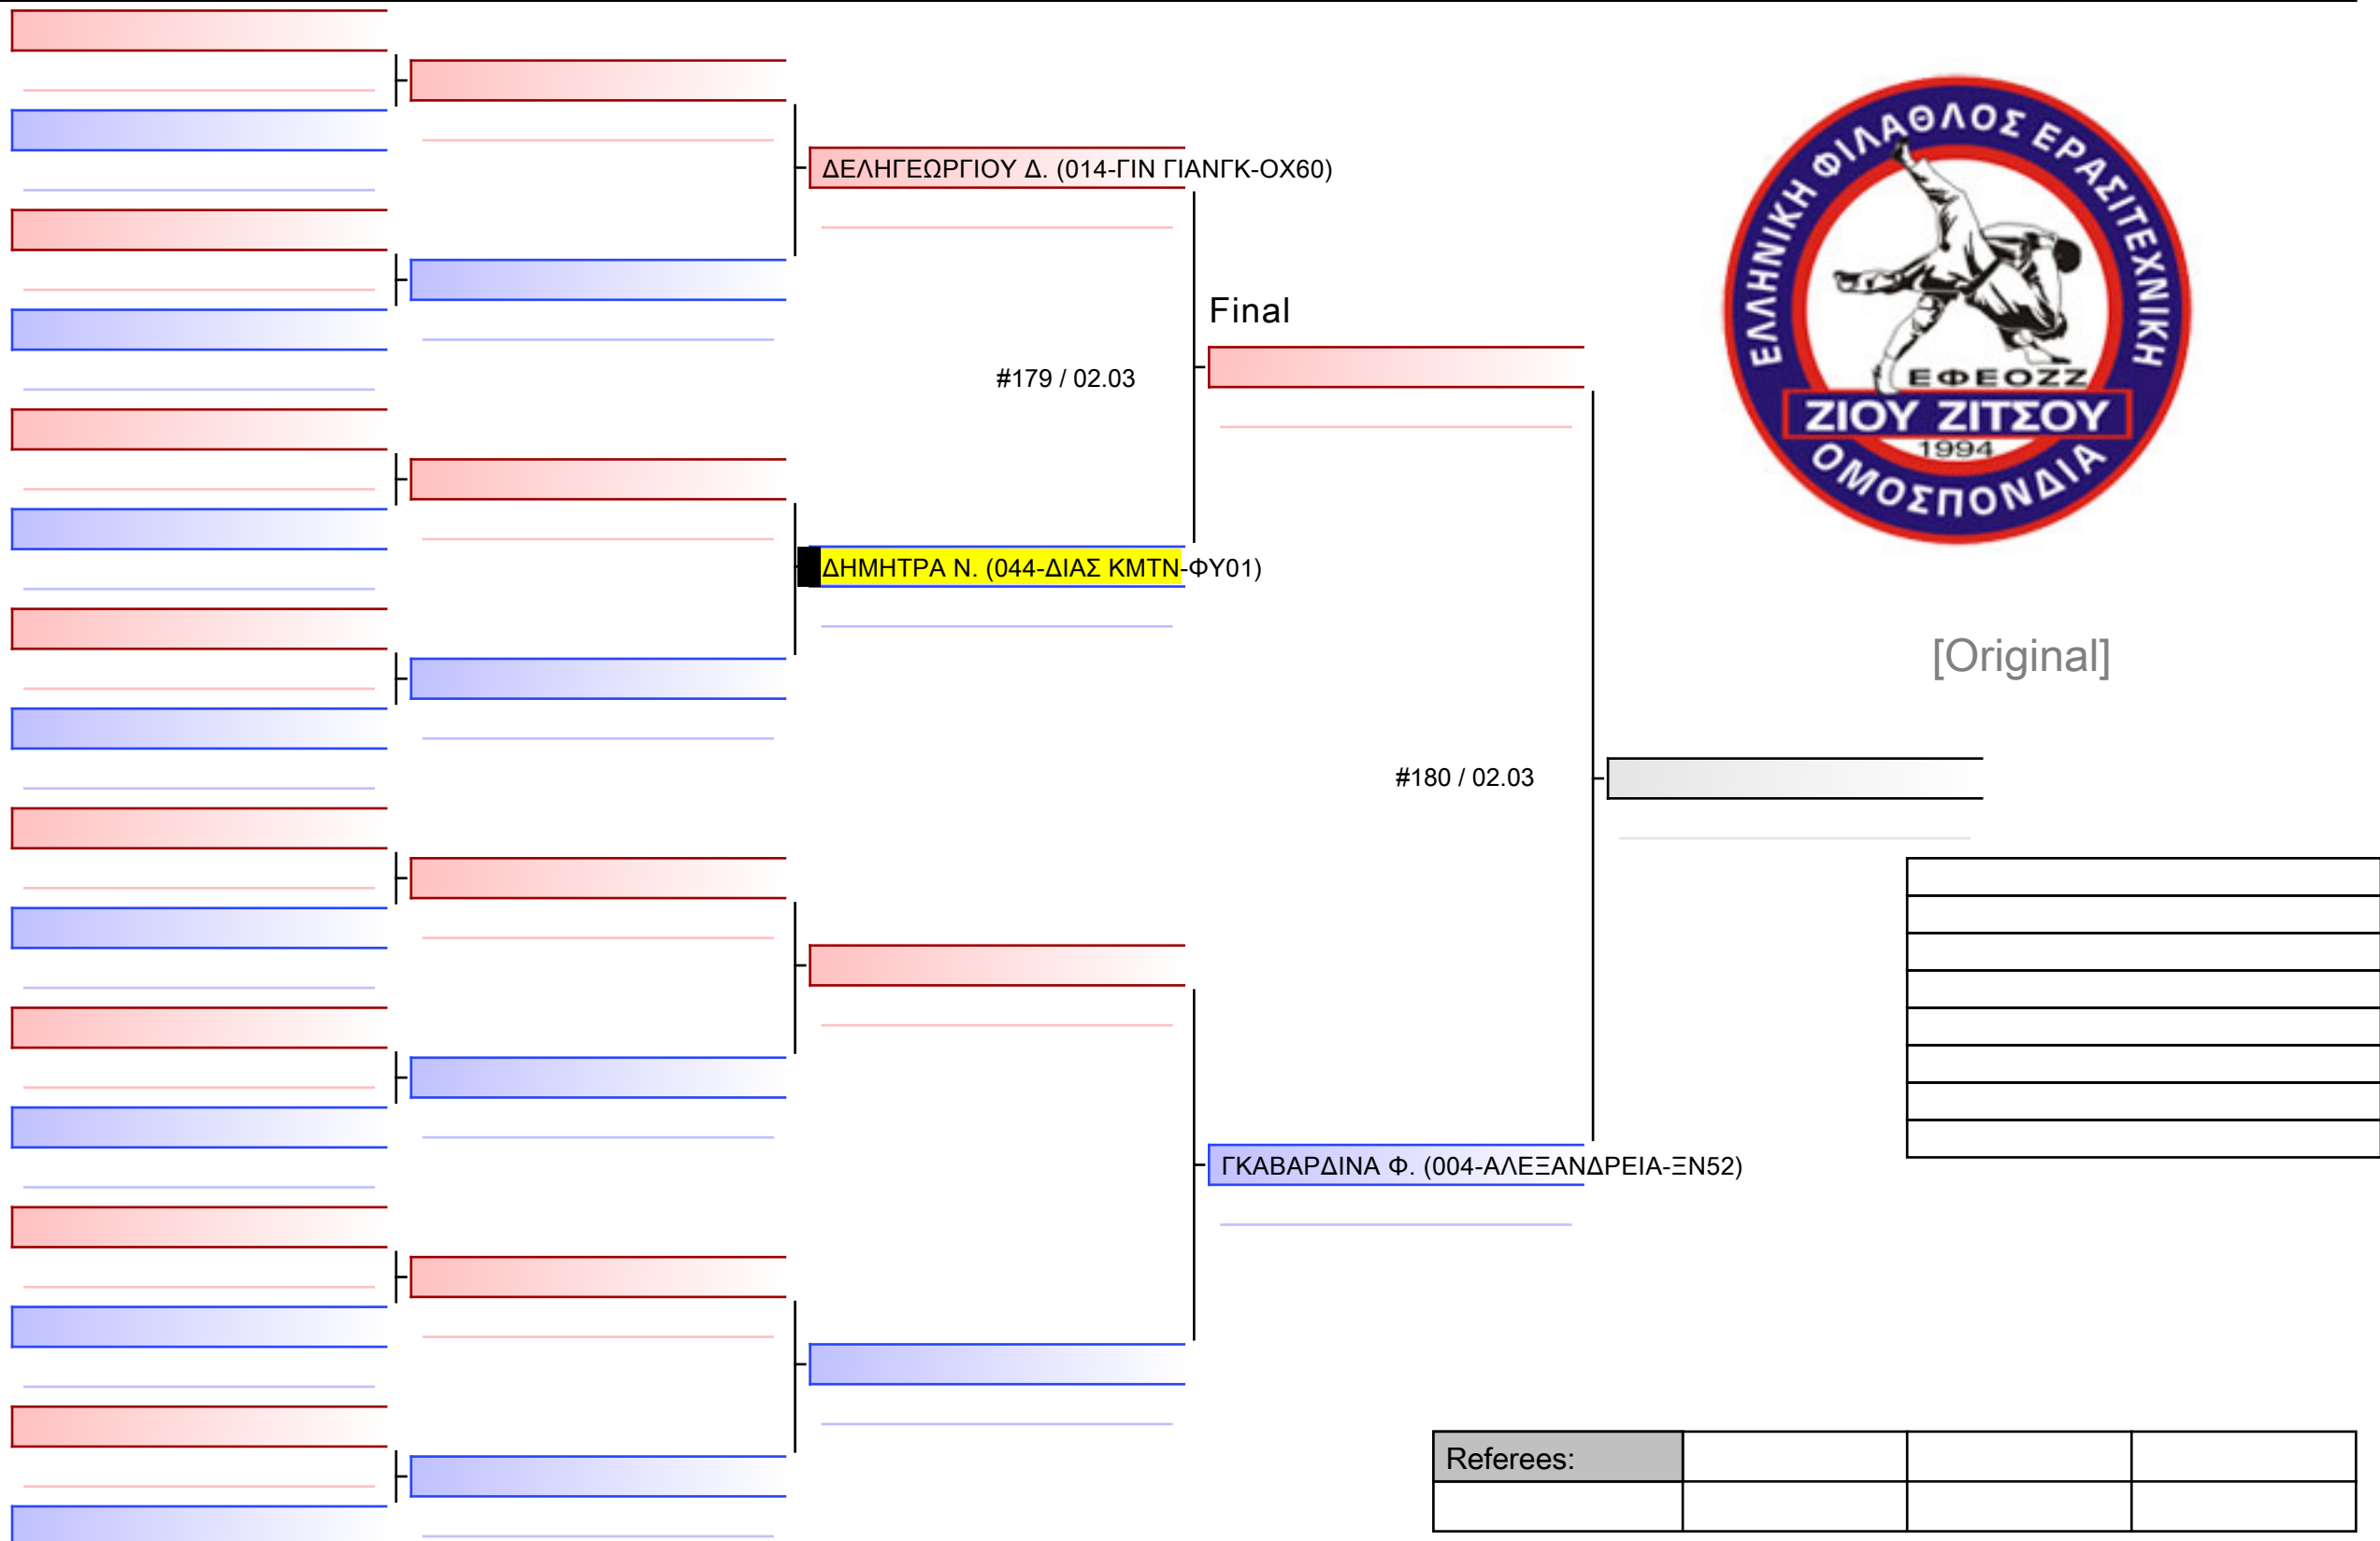 ΔΕΛΗΓΕΩΡΓΙΟΥ Δ. (014-ΓΙΝ ΓΙΑΝΓΚ-ΟΧ60)
ΕΛΛΗΝΙΚΗ ΦΙΛΑΘΛΟΣ ΕΡΑΣΙΤΕΧΝΙΚΗ
Final
#179 / 02.03
ΕΦΕΟΖΖ
ΖΙΟΥ ΖΙΤΣΟΥ
1994
ΟΜΟΣΠΟΝΔΙΑ
ΔΗΜΗΤΡΑ Ν. (044-ΔΙΑΣ ΚΜΤΝ-ΦΥ01)
[Original]
#180 / 02.03
ΓΚΑΒΑΡΔΙΝΑ Φ. (004-ΑΛΕΞΑΝΔΡΕΙΑ-ΞΝ52)
Referees: